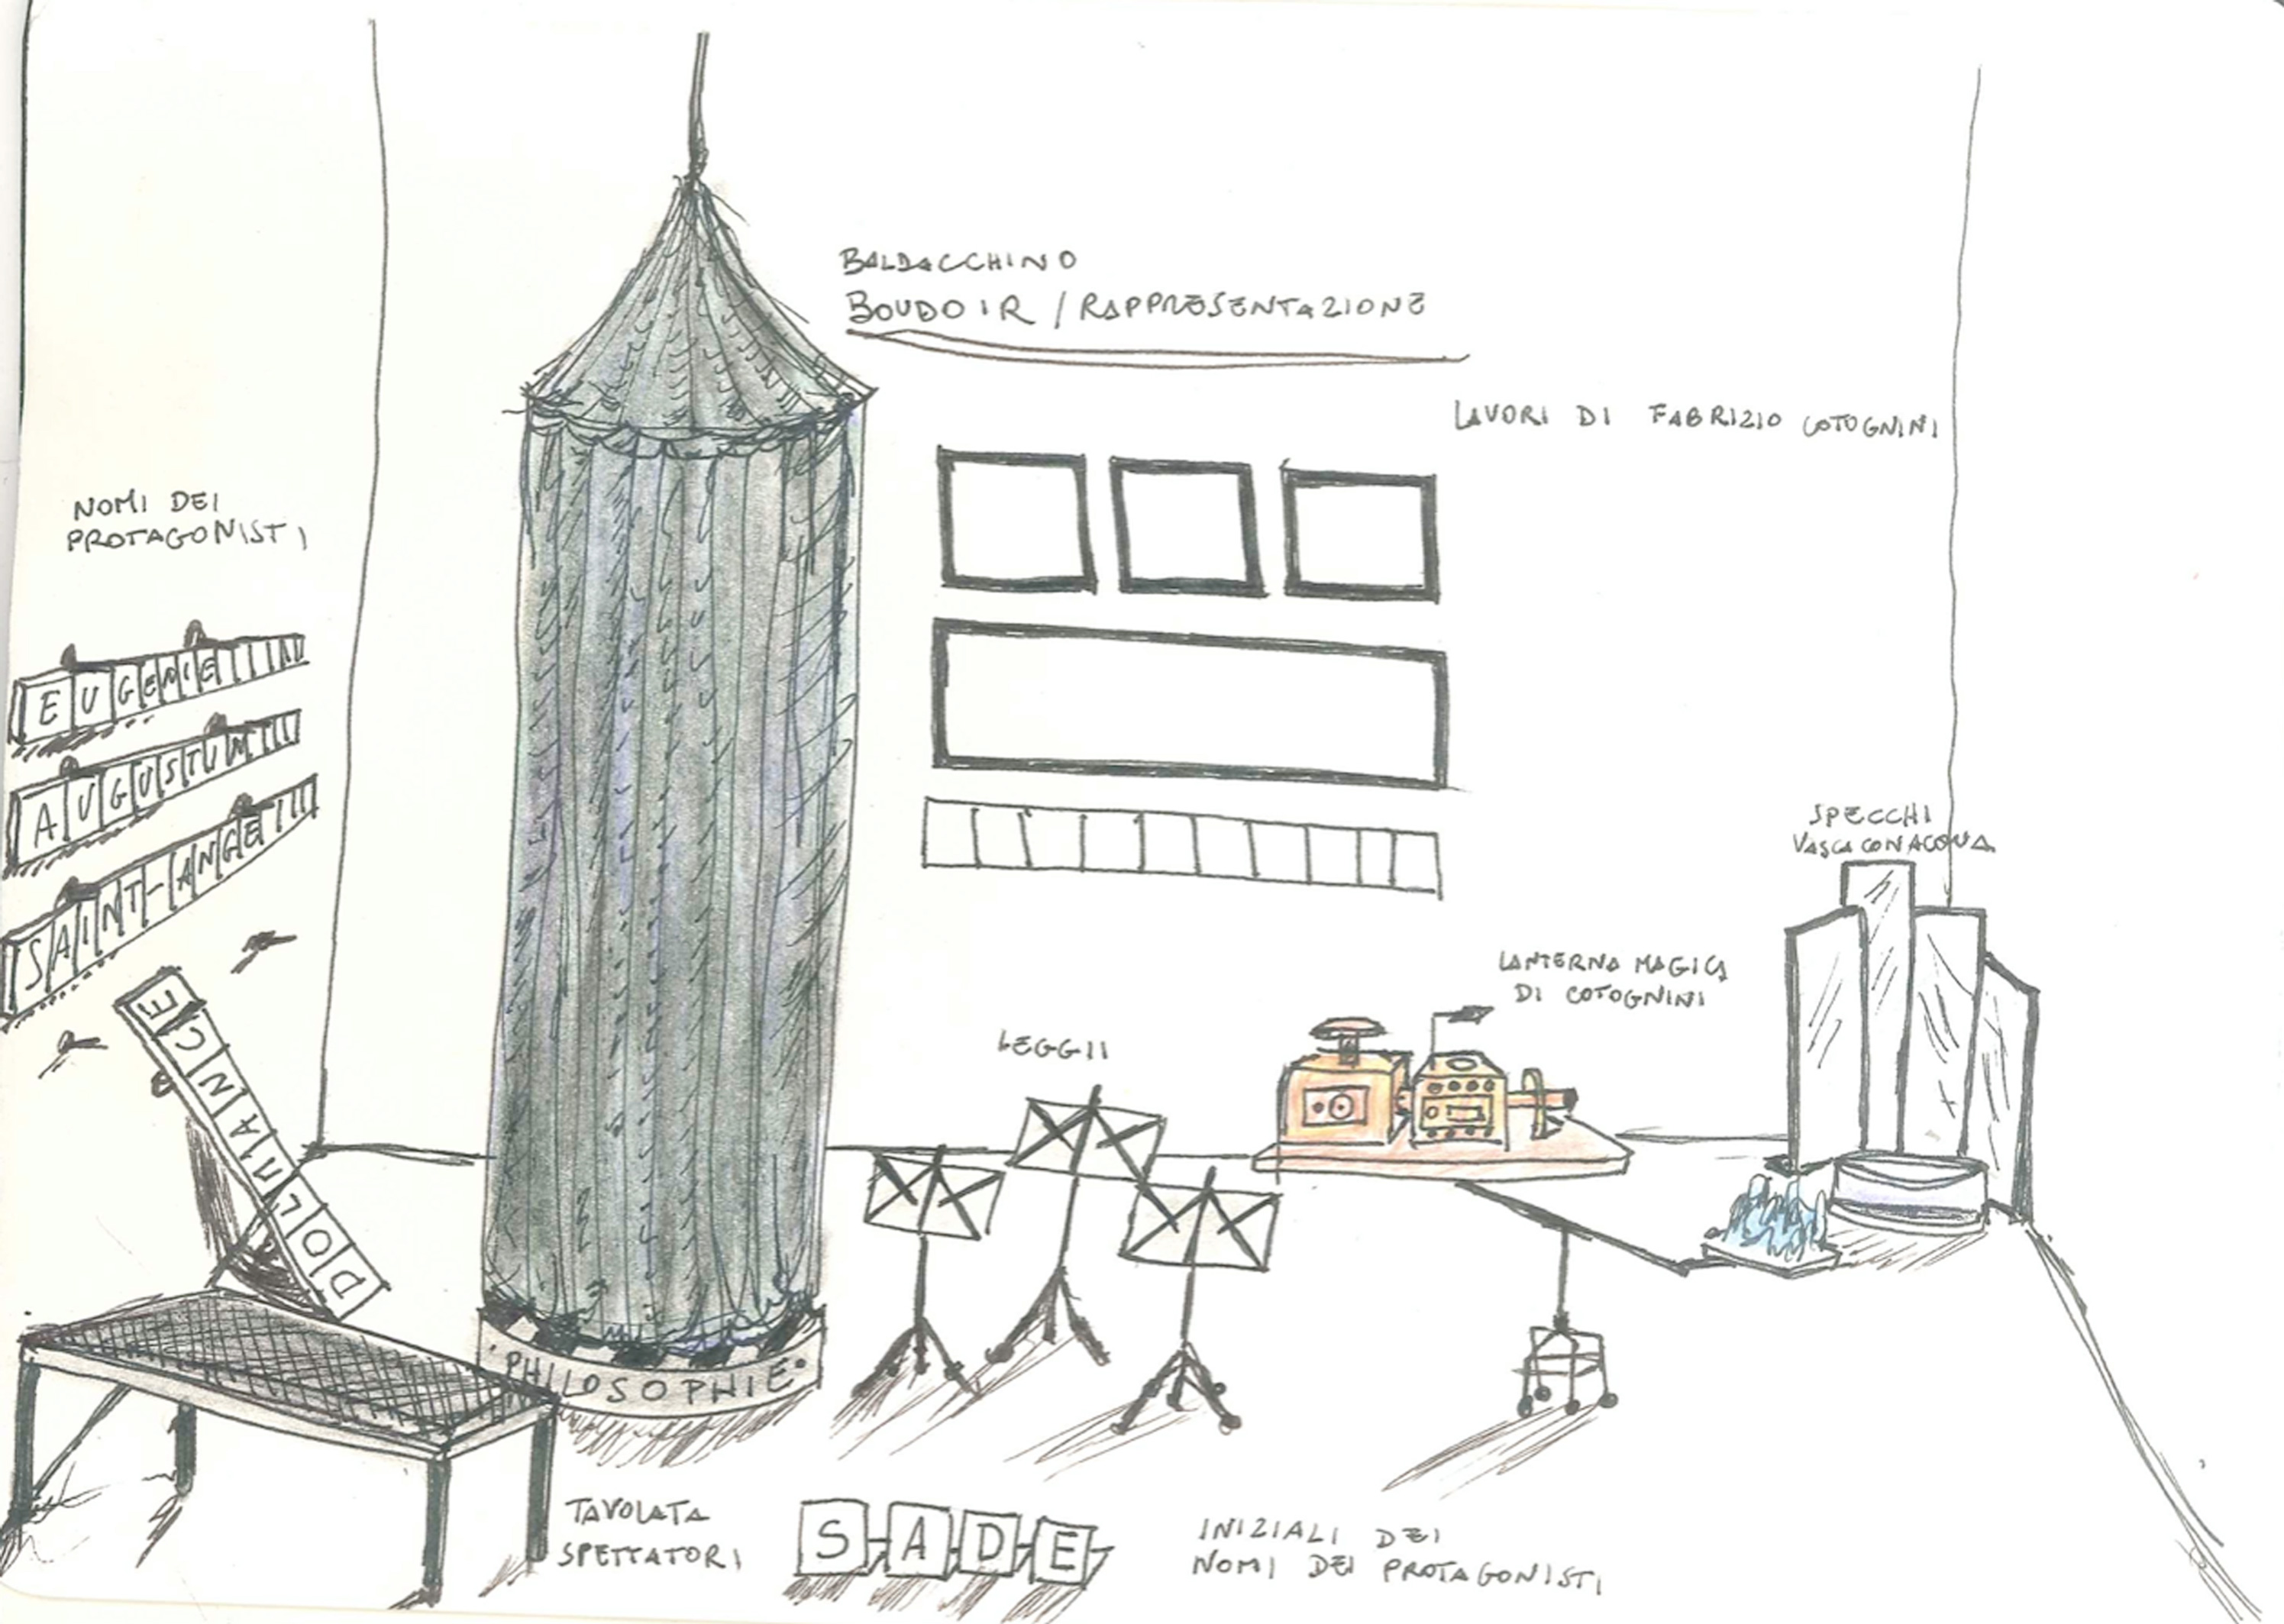 BALDACCHINO
BOUDOIR / RAPPRESENTAZIONE
LAVORI DI FABRIZIO COTOGNINI
NOMI DEI
PROTAGONISTI
EUGENIE
AUGUSTIN
SAINT-ANGE
DOLMANCE
SPECCHI
VASCA CON ACQUA
LANTERNA MAGICA
DI COTOGNINI
LEGGII
·PHILOSOPHIE·
TAVOLATA
SPETTATORI
SADE
INIZIALI DEI
NOMI DEI PROTAGONISTI